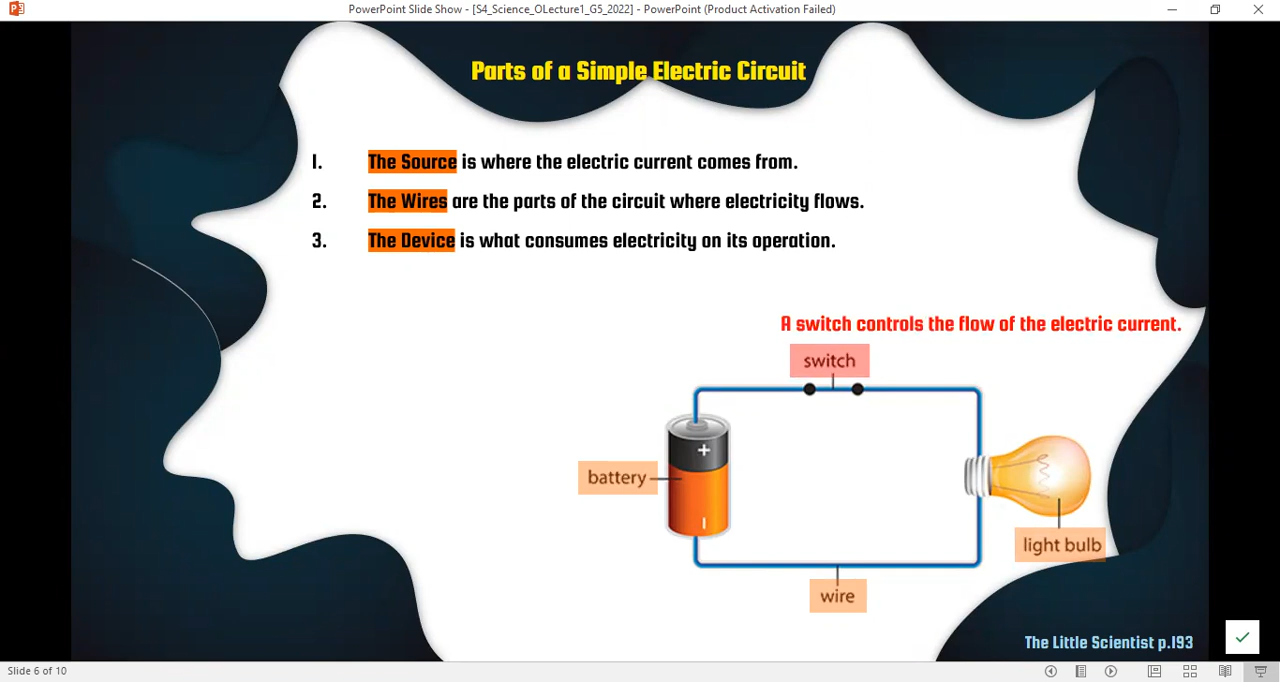 PowerPoint Slide Show - [S4_Science_OLecture1_G5_2022] - PowerPoint (Product Activation Failed)
Parts of a Simple Electric Circuit
1. The Source is where the electric current comes from.
2. The Wires are the parts of the circuit where electricity flows.
3. The Device is what consumes electricity on its operation.
A switch controls the flow of the electric current.
switch
+
battery
light bulb
wire
The Little Scientist p.193
Slide 6 of 10